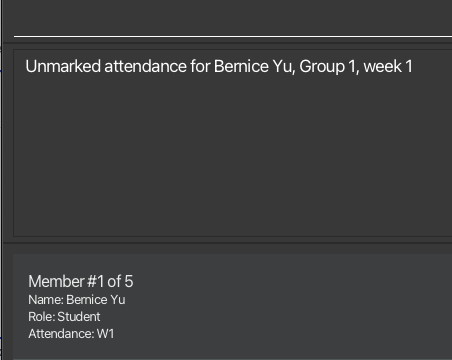 Unmarked attendance for Bernice Yu, Group 1, week 1
Member #1 of 5
Name: Bernice Yu
Role: Student
Attendance: W1